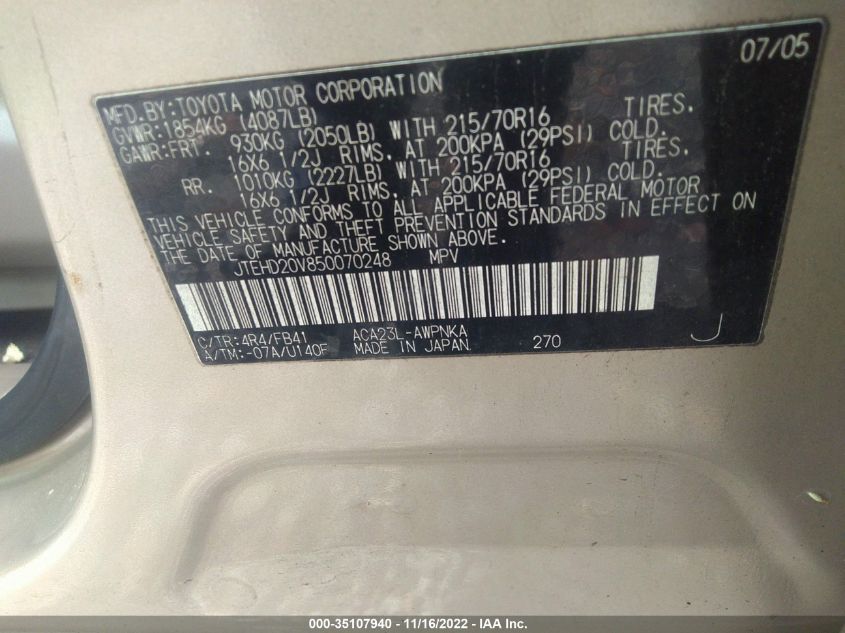 07/05
MFD.BY:TOYOTA MOTOR CORPORATION
GVWR:1854KG (4087LB)
GAWR:FRT. 930KG (2050LB) WITH 215/70R16 TIRES.
16X6 1/2J RIMS. AT 200KPA (29PSI) COLD.
RR. 1010KG (2227LB) WITH 215/70R16 TIRES.
16X6 1/2J RIMS. AT 200KPA (29PSI) COLD.
THIS VEHICLE CONFORMS TO ALL APPLICABLE FEDERAL MOTOR
VEHICLE SAFETY AND THEFT PREVENTION STANDARDS IN EFFECT ON
THE DATE OF MANUFACTURE SHOWN ABOVE.
JTEHD20V850070248 MPV
C/TR:4R4/FB41 ACA23L-AWPNKA
A/TM:-07A/U140F MADE IN JAPAN 270 J
000-35107940 - 11/16/2022 - IAA Inc.